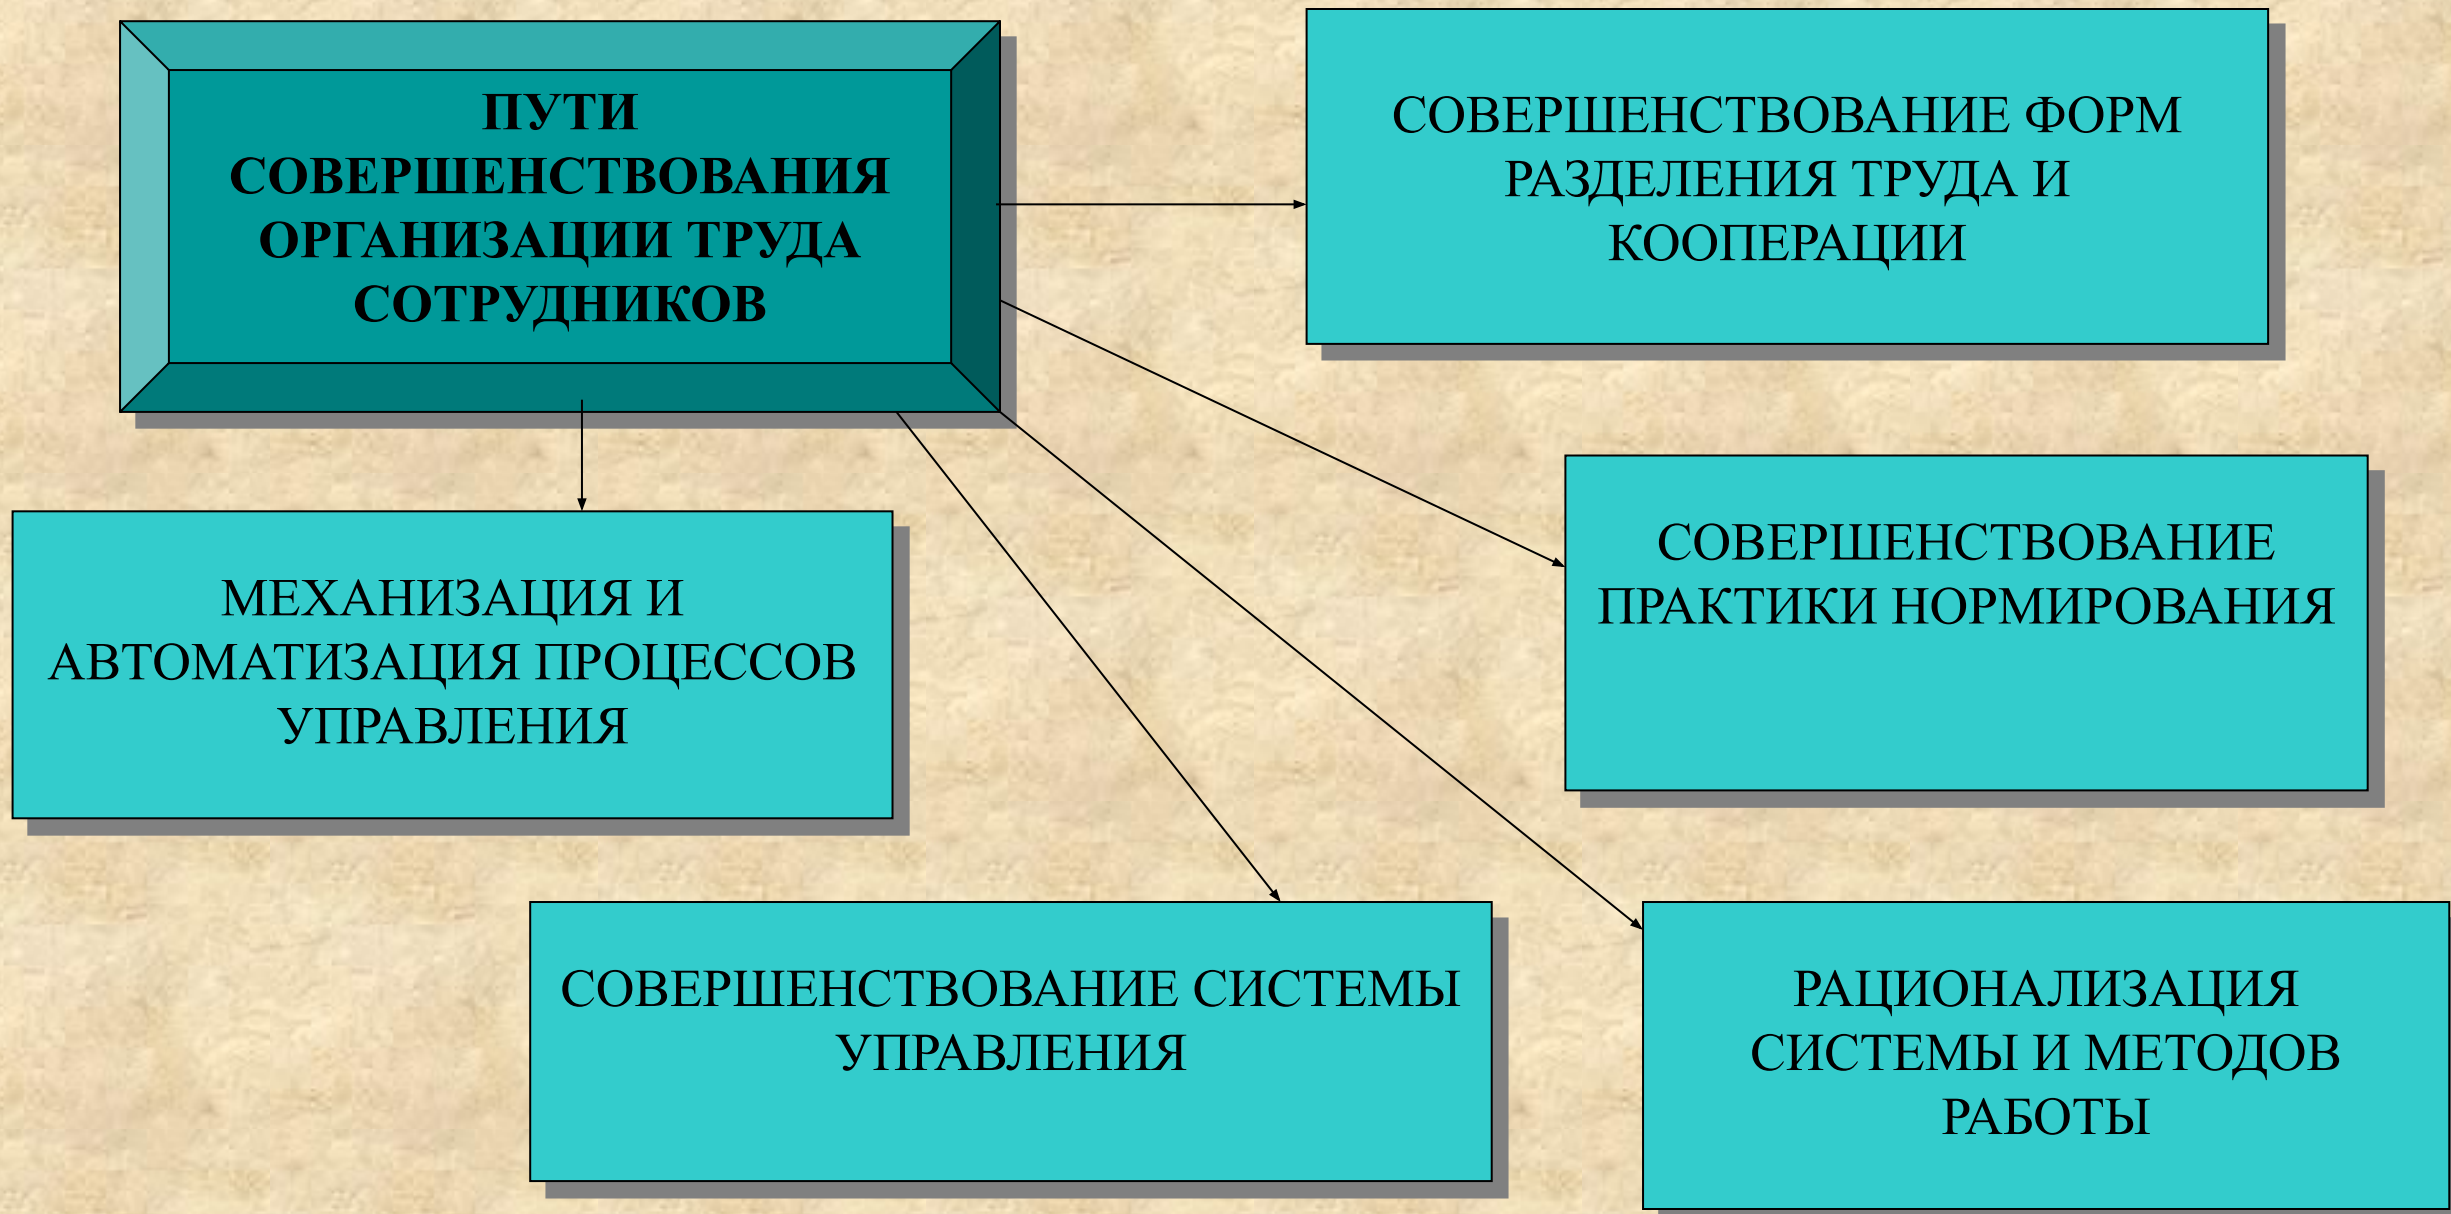 ПУТИ
СОВЕРШЕНСТВОВАНИЯ
ОРГАНИЗАЦИИ ТРУДА
СОТРУДНИКОВ
СОВЕРШЕНСТВОВАНИЕ ФОРМ
РАЗДЕЛЕНИЯ ТРУДА И
КООПЕРАЦИИ
СОВЕРШЕНСТВОВАНИЕ
ПРАКТИКИ НОРМИРОВАНИЯ
МЕХАНИЗАЦИЯ И
АВТОМАТИЗАЦИЯ ПРОЦЕССОВ
УПРАВЛЕНИЯ
СОВЕРШЕНСТВОВАНИЕ СИСТЕМЫ
УПРАВЛЕНИЯ
РАЦИОНАЛИЗАЦИЯ
СИСТЕМЫ И МЕТОДОВ
РАБОТЫ